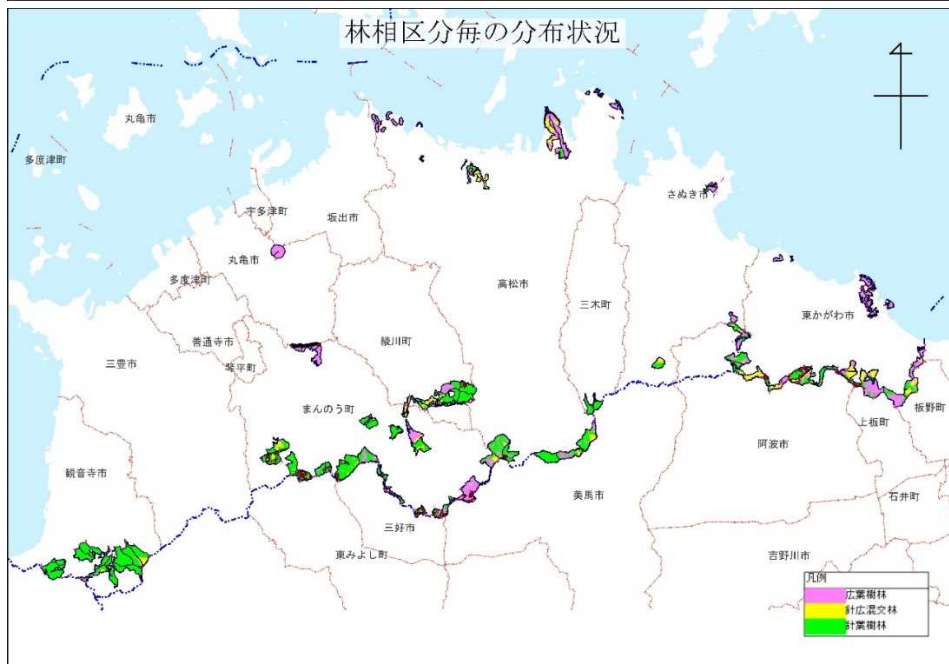 林相区分毎の分布状況
丸亀市
多度津町
宇多津町
坂出市
さぬき市
丸亀市
多度津町
高松市
三木町
東かがわ市
善通寺市
綾川町
三豊市
琴平町
まんのう町
板野町
上板町
阿波市
観音寺市
美馬市
石井町
三好市
東みよし町
吉野川市
凡例
広葉樹林
針広混交林
計葉樹林